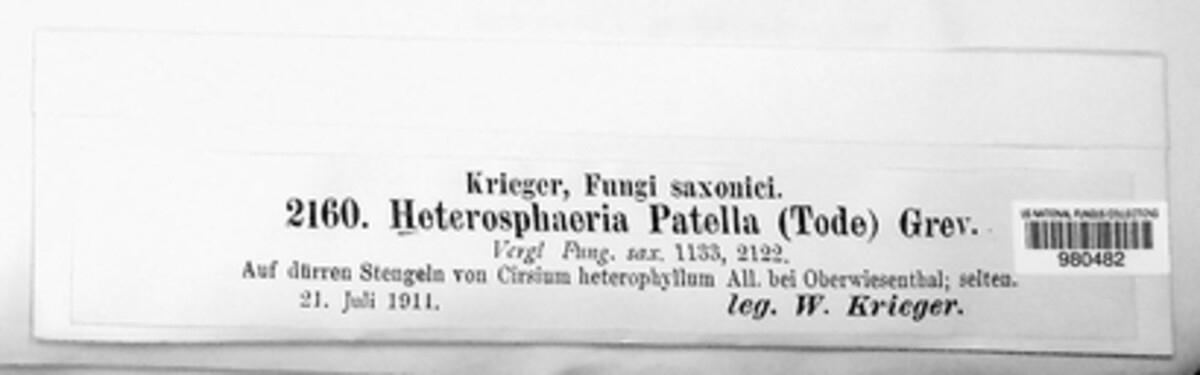 Krieger, Fungi saxonici.
2160. Heterosphaeria Patella (Tode) Grev.
Vergl Fung. sax. 1133, 2122.
Auf dürren Stengeln von Cirsium heterophyllum All. bei Oberwiesenthal; selten.
21. Juli 1911.
leg. W. Krieger.
US NATIONAL FUNGUS COLLECTIONS
980482